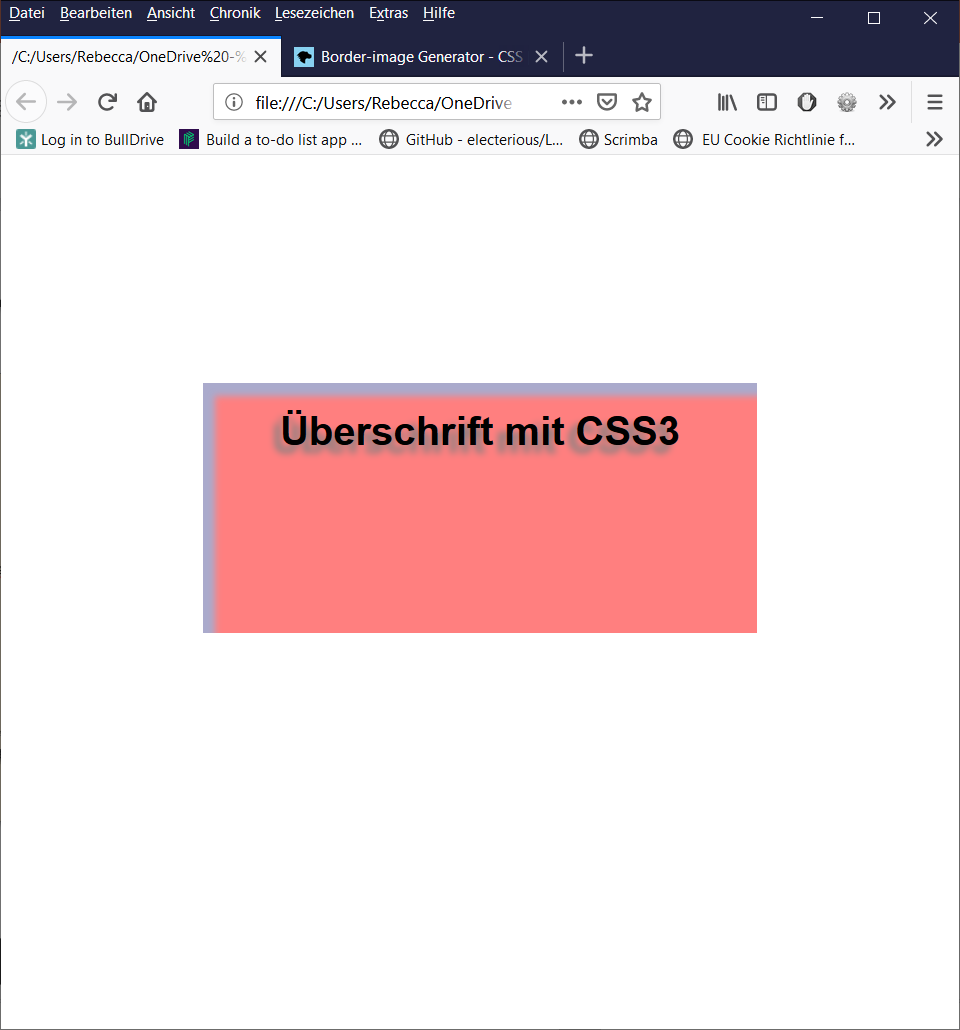 Datei Bearbeiten Ansicht Chronik Lesezeichen Extras Hilfe
/C:/Users/Rebecca/OneDrive%20-% Border-image Generator - CSS
file:///C:/Users/Rebecca/OneDrive
Log in to BullDrive Build a to-do list app ... GitHub - electerious/L... Scrimba EU Cookie Richtlinie f...
Überschrift mit CSS3